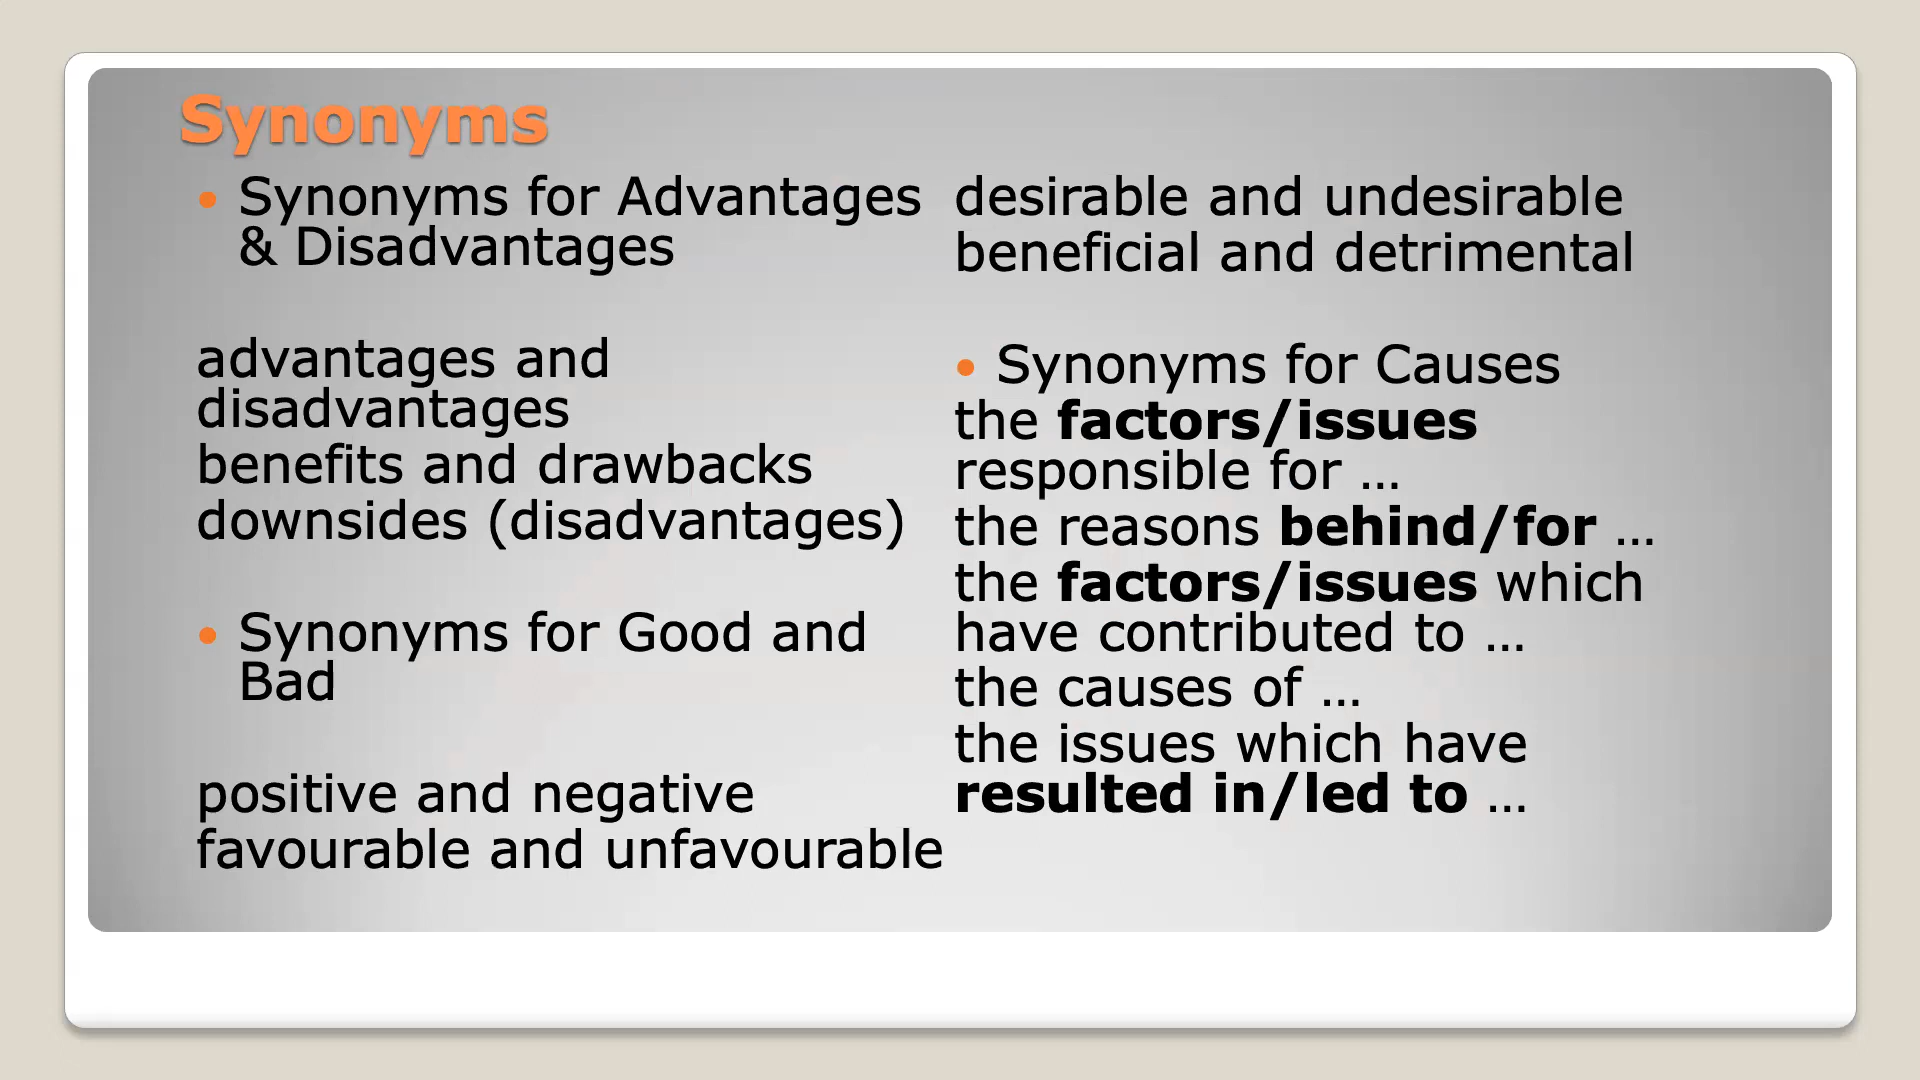 Synonyms
• Synonyms for Advantages
& Disadvantages
advantages and
disadvantages
benefits and drawbacks
downsides (disadvantages)
• Synonyms for Good and
Bad
positive and negative
favourable and unfavourable
desirable and undesirable
beneficial and detrimental
• Synonyms for Causes
the factors/issues
responsible for ...
the reasons behind/for ...
the factors/issues which
have contributed to ...
the causes of ...
the issues which have
resulted in/led to ...